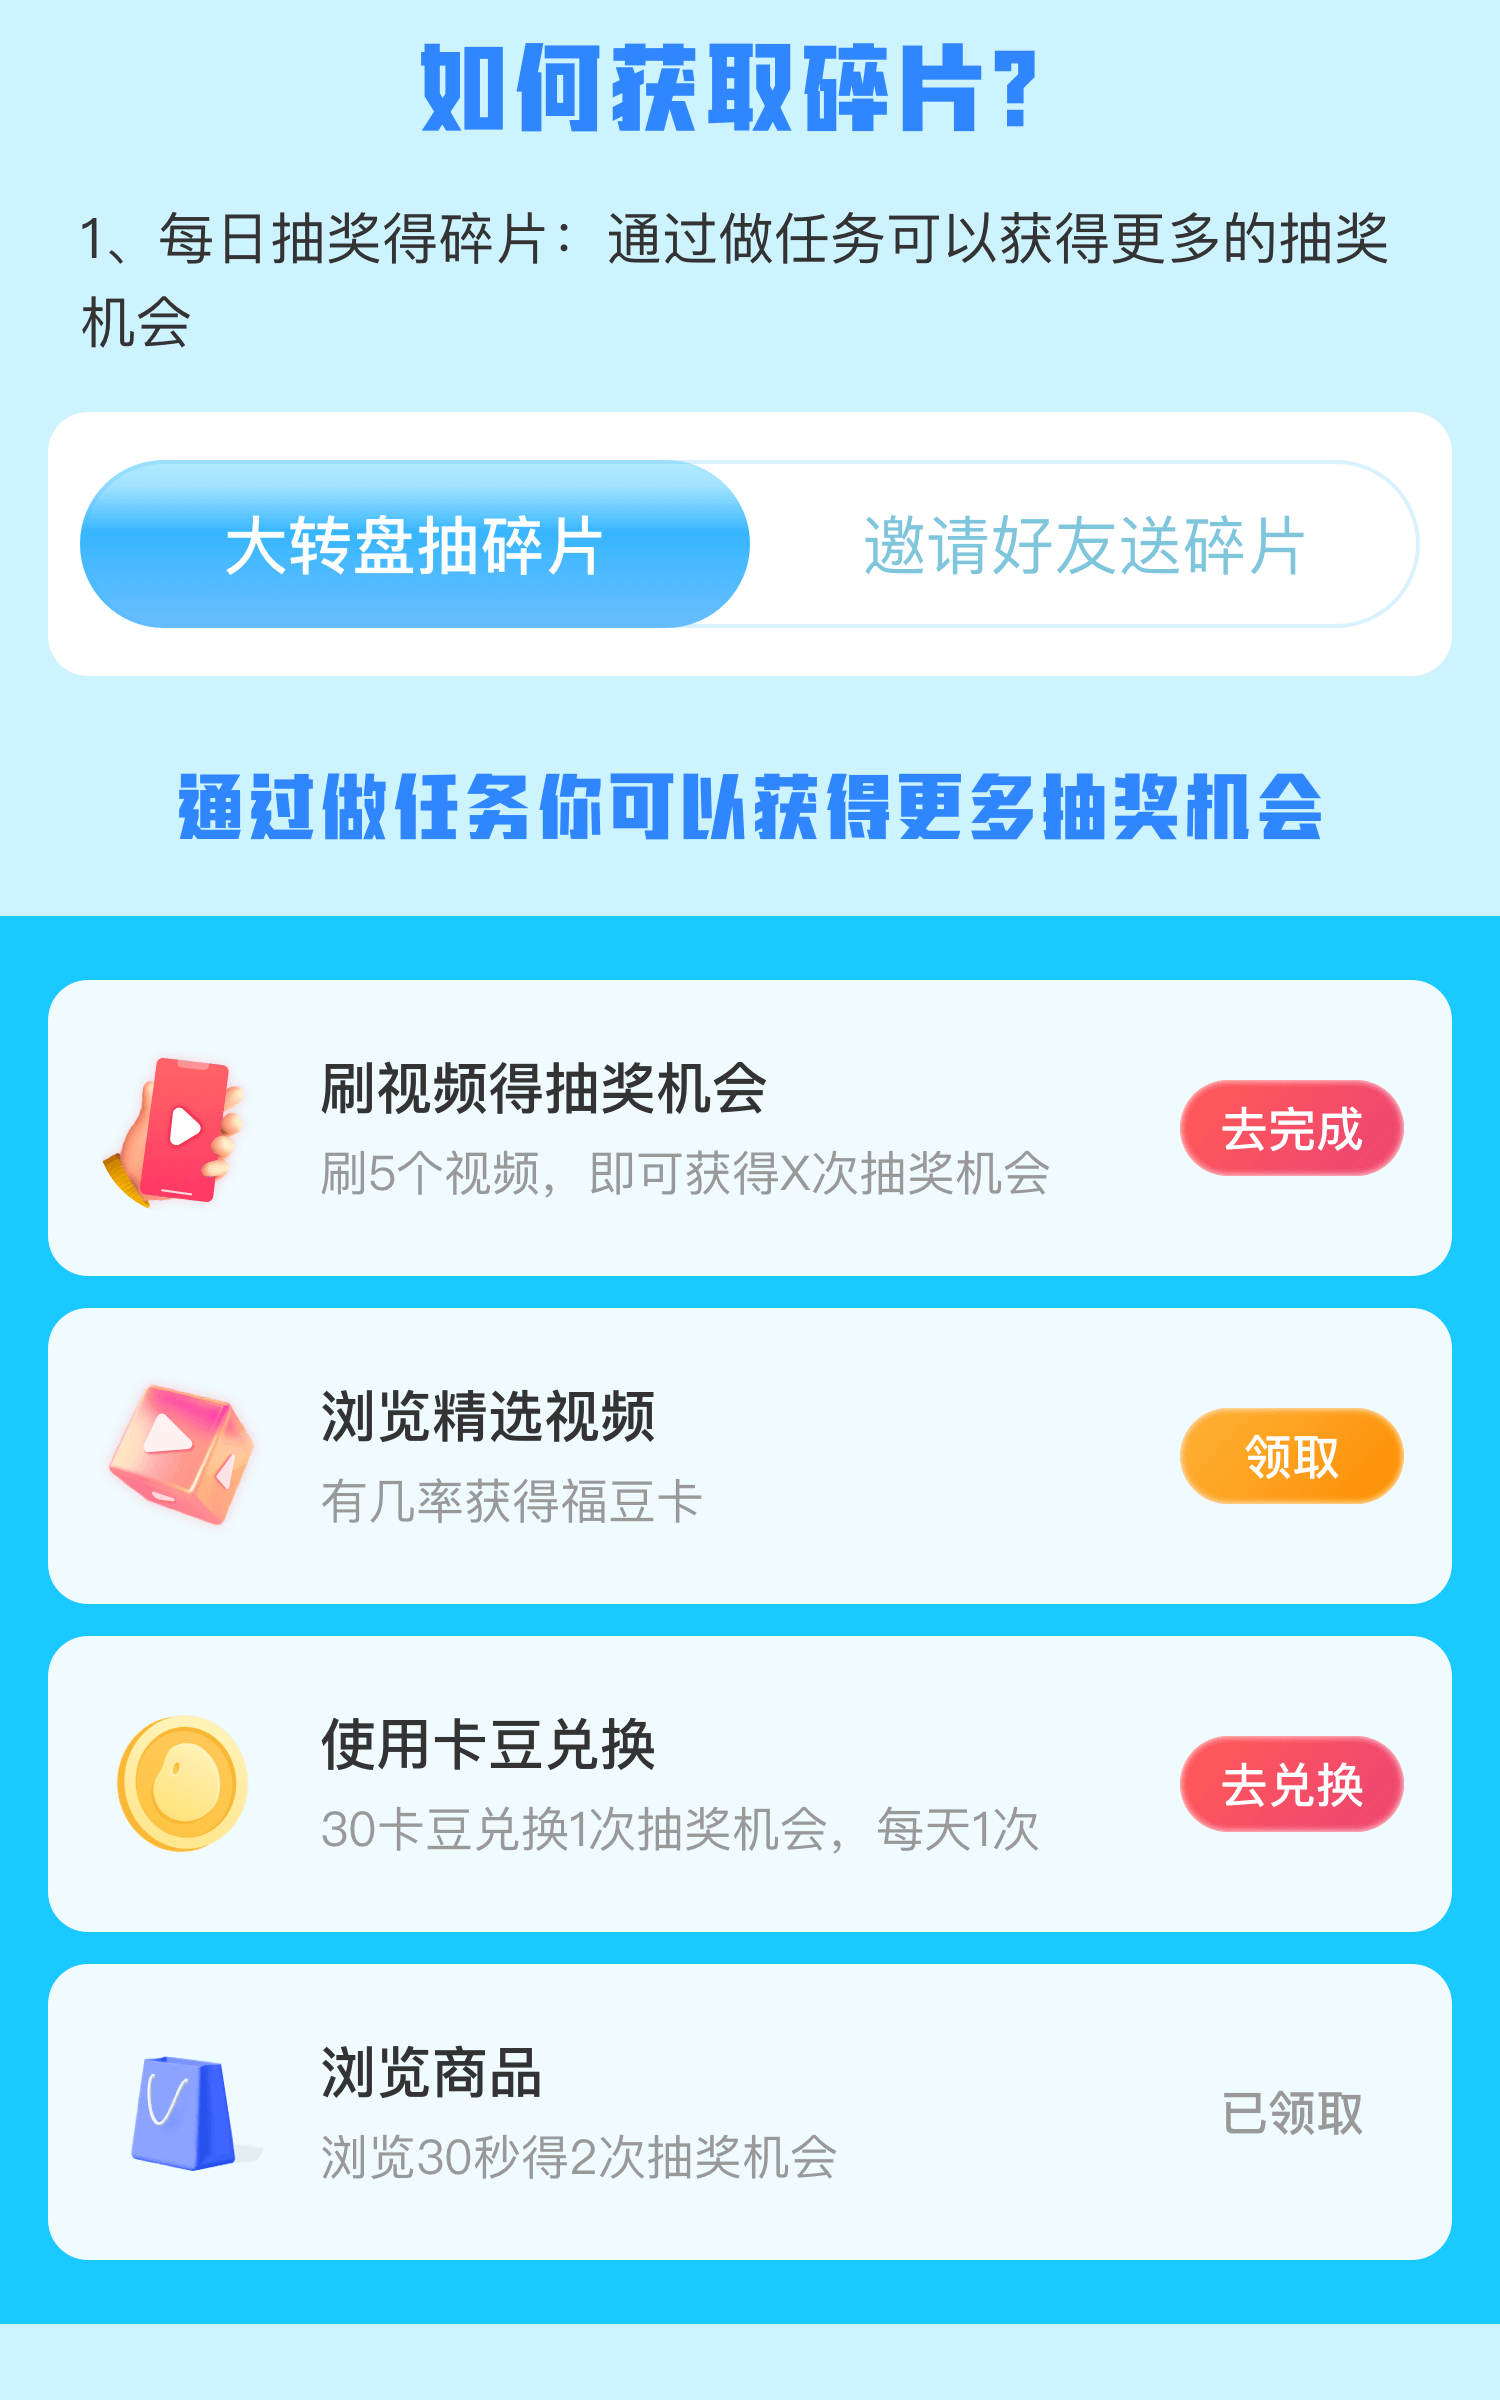 如何获取碎片?
1、每日抽奖得碎片：通过做任务可以获得更多的抽奖
机会
大转盘抽碎片
邀请好友送碎片
通过做任务你可以获得更多抽奖机会
刷视频得抽奖机会
刷5个视频，即可获得X次抽奖机会
去完成
浏览精选视频
有几率获得福豆卡
领取
使用卡豆兑换
30卡豆兑换1次抽奖机会，每天1次
去兑换
浏览商品
浏览30秒得2次抽奖机会
已领取